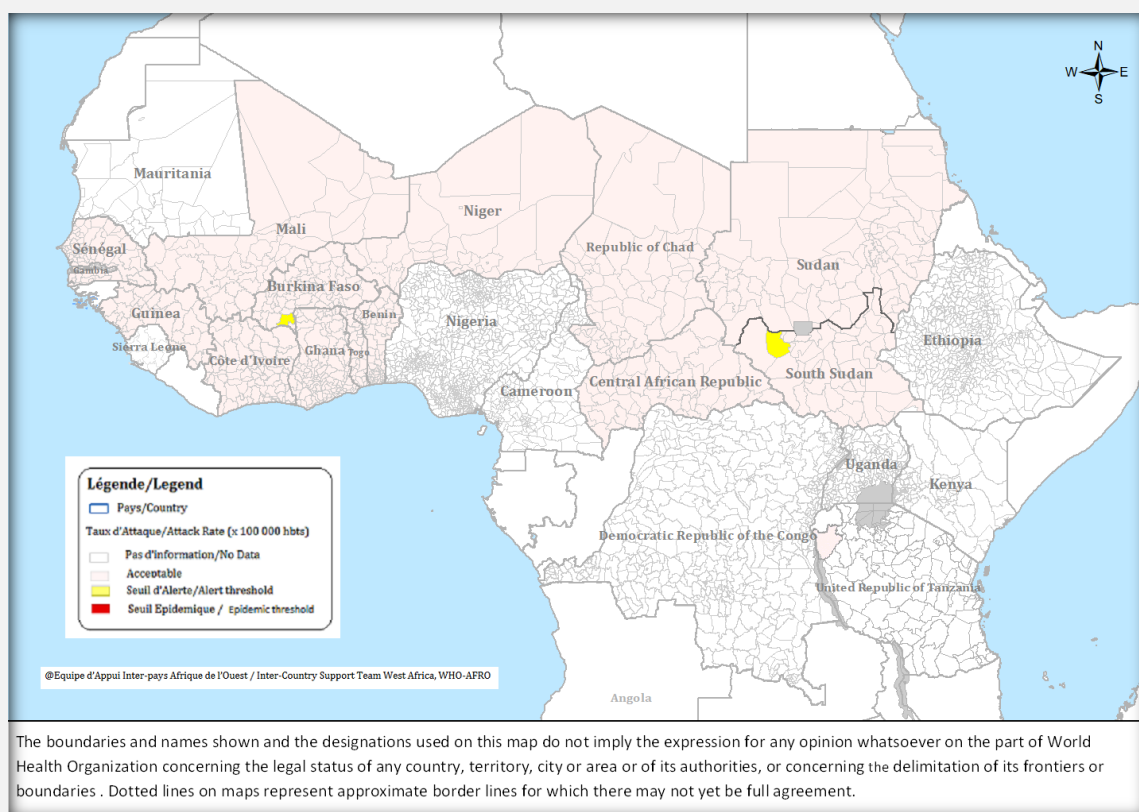 N
W E
S
Mauritania
Mali
Niger
Sénégal
Gambia
Republic of Chad
Sudan
Burkina Faso
Guinea
Benin
Nigeria
Sierra Leone
Côte d'Ivoire
Ghana
Togo
Ethiopia
South Sudan
Central African Republic
Cameroon
Uganda
Kenya
Democratic Republic of the Congo
United Republic of Tanzania
Angola
Légende/Legend
Pays/Country
Taux d'Attaque/Attack Rate (x 100 000 hbts)
Pas d'information/No Data
Acceptable
Seuil d'Alerte/Alert threshold
Seuil Epidemique / Epidemic threshold
@Equipe d'Appui Inter-pays Afrique de l'Ouest / Inter-Country Support Team West Africa, WHO-AFRO
The boundaries and names shown and the designations used on this map do not imply the expression for any opinion whatsoever on the part of World
Health Organization concerning the legal status of any country, territory, city or area or of its authorities, or concerning the delimitation of its frontiers or
boundaries . Dotted lines on maps represent approximate border lines for which there may not yet be full agreement.